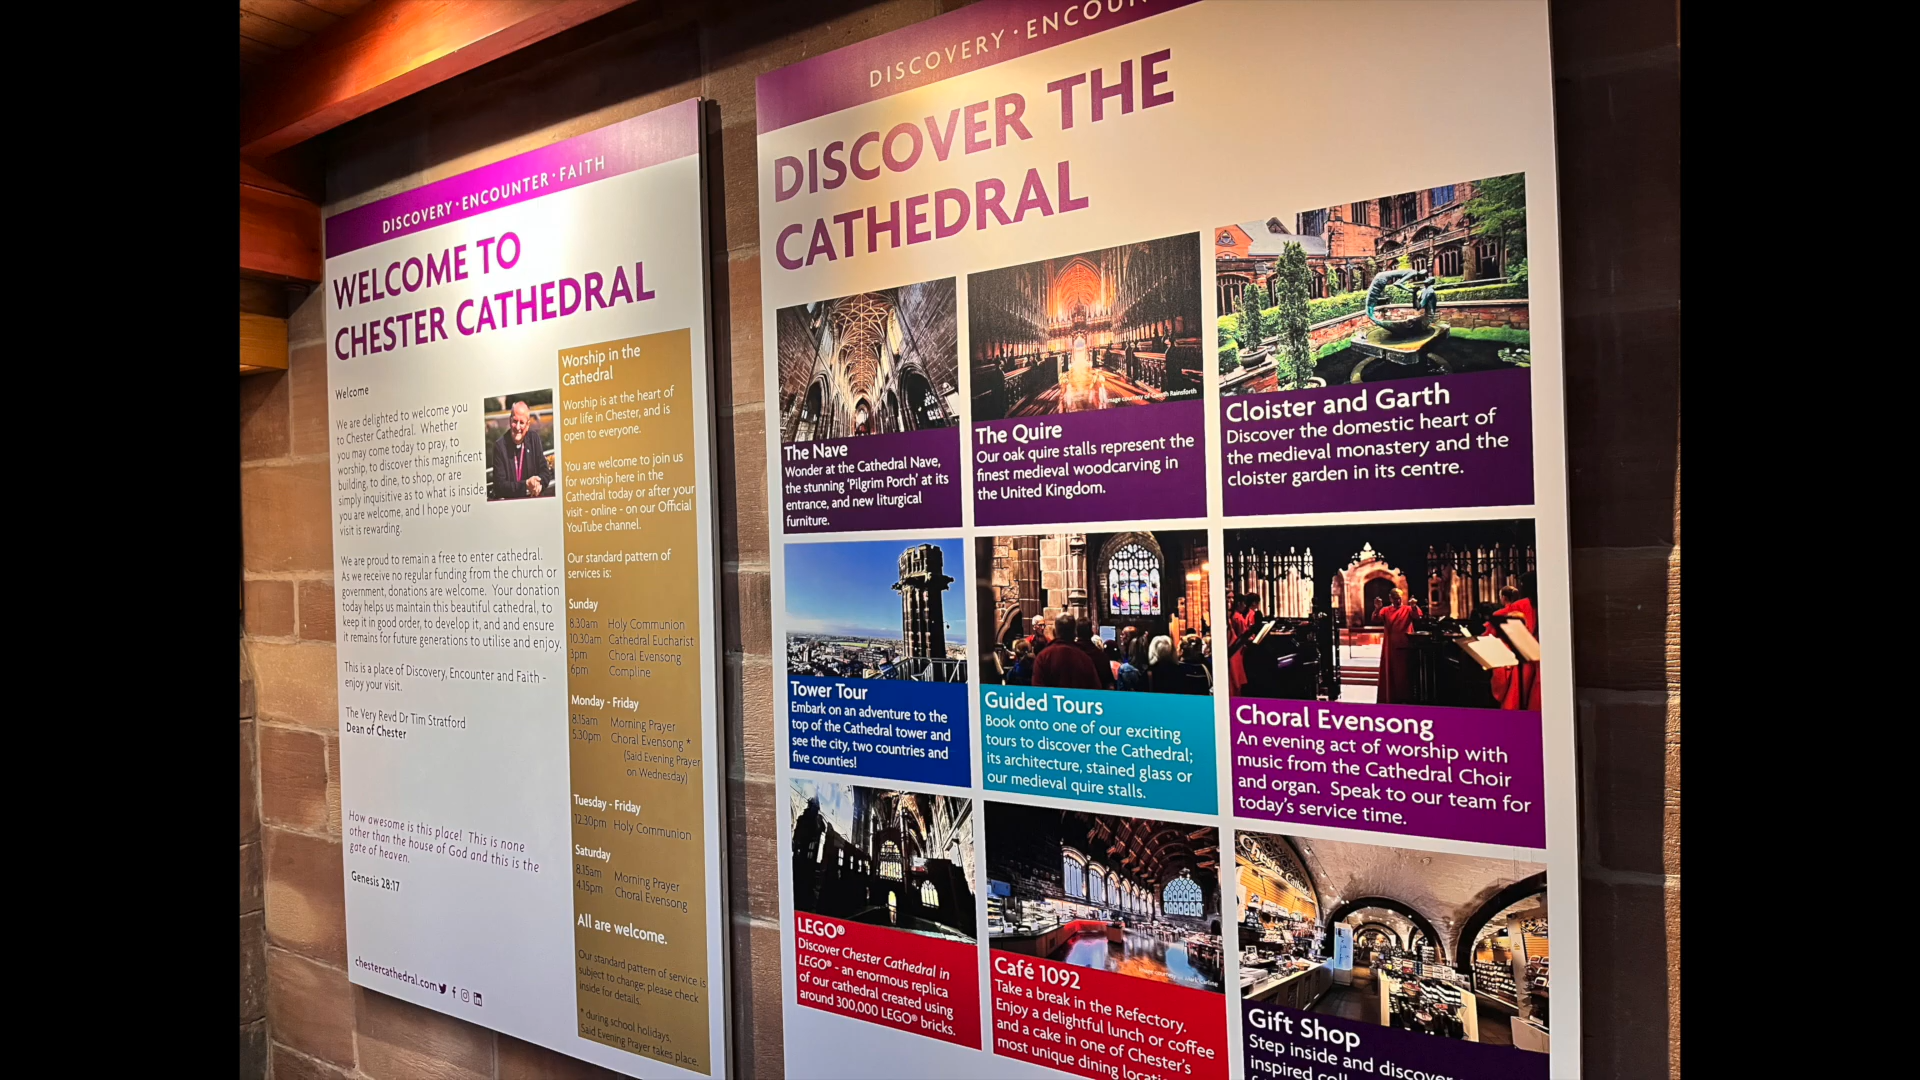 DISCOVERY · ENCOUNTER · FAITH
WELCOME TO
CHESTER CATHEDRAL
Welcome
We are delighted to welcome you
to Chester Cathedral. Whether
you may come today to pray, to
worship, to discover this magnificent
building, to dine, to shop, or are
simply inquisitive as to what is inside,
you are welcome, and I hope your
visit is rewarding.
We are proud to remain a free to enter cathedral.
As we receive no regular funding from the church or
government, donations are welcome. Your donation
today helps us maintain this beautiful cathedral, to
keep it in good order, to develop it, and and ensure
it remains for future generations to utilise and enjoy.
This is a place of Discovery, Encounter and Faith -
enjoy your visit.
The Very Revd Dr Tim Stratford
Dean of Chester
How awesome is this place! This is none
other than the house of God and this is the
gate of heaven.
Genesis 28:17
chestercathedral.com
Worship in the
Cathedral
Worship is at the heart of
our life in Chester, and is
open to everyone.
You are welcome to join us
for worship here in the
Cathedral today or after your
visit - online - on our Official
YouTube channel.
Our standard pattern of
services is:
Sunday
8.30am Holy Communion
10.30am Cathedral Eucharist
3pm Choral Evensong
6pm Compline
Monday - Friday
8.15am Morning Prayer
5.30pm Choral Evensong *
(Said Evening Prayer
on Wednesday)
Tuesday - Friday
12.30pm Holy Communion
Saturday
8.15am Morning Prayer
4.15pm Choral Evensong
All are welcome.
Our standard pattern of service is
subject to change; please check
inside for details.
* during school holidays,
Said Evening Prayer takes place
DISCOVERY · ENCOUN
DISCOVER THE
CATHEDRAL
The Nave
Wonder at the Cathedral Nave,
the stunning 'Pilgrim Porch' at its
entrance, and new liturgical
furniture.
Image courtesy of Gareth Rainsforth
The Quire
Our oak quire stalls represent the
finest medieval woodcarving in
the United Kingdom.
Cloister and Garth
Discover the domestic heart of
the medieval monastery and the
cloister garden in its centre.
Tower Tour
Embark on an adventure to the
top of the Cathedral tower and
see the city, two countries and
five counties!
Guided Tours
Book onto one of our exciting
tours to discover the Cathedral;
its architecture, stained glass or
our medieval quire stalls.
Choral Evensong
An evening act of worship with
music from the Cathedral Choir
and organ. Speak to our team for
today's service time.
LEGO®
Discover Chester Cathedral in
LEGO® - an enormous replica
of our cathedral created using
around 300,000 LEGO® bricks.
Image courtesy of Mark Carline
Café 1092
Take a break in the Refectory.
Enjoy a delightful lunch or coffee
and a cake in one of Chester's
most unique dining locatio
Chester
Gift Shop
Step inside and discover
inspired coll